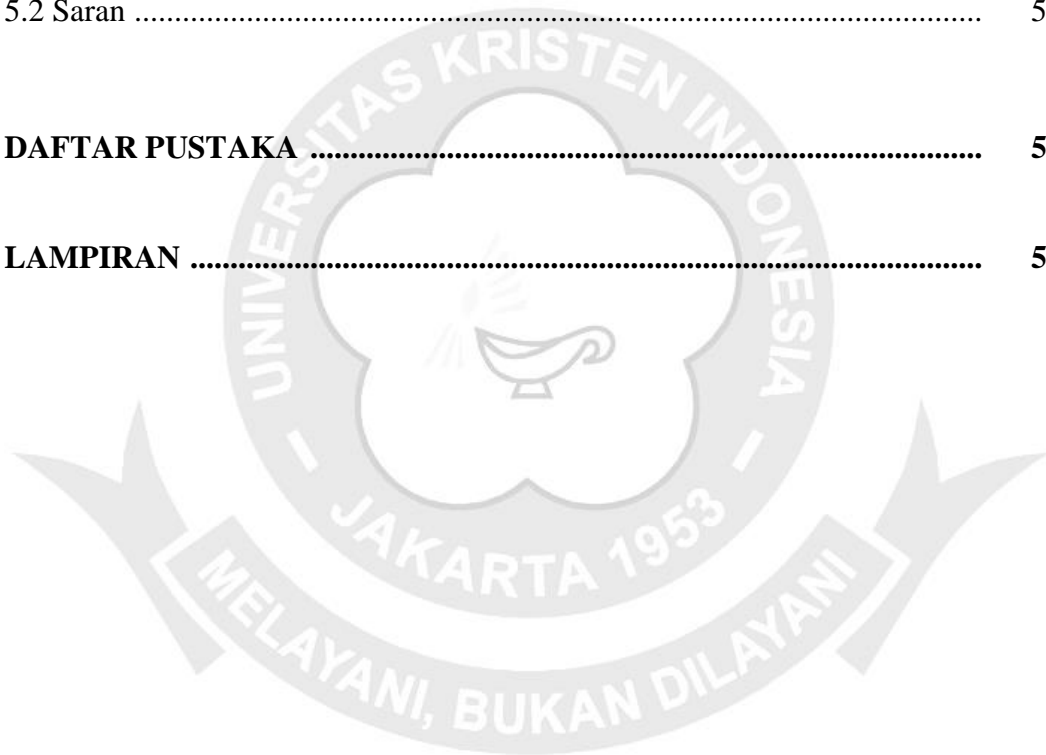 5.2 Saran ........................................................................................................... 5
DAFTAR PUSTAKA ..................................................................................... 5
LAMPIRAN .................................................................................................... 5
UNIVERSITAS KRISTEN INDONESIA
- JAKARTA 1953 -
MELAYANI, BUKAN DILAYANI